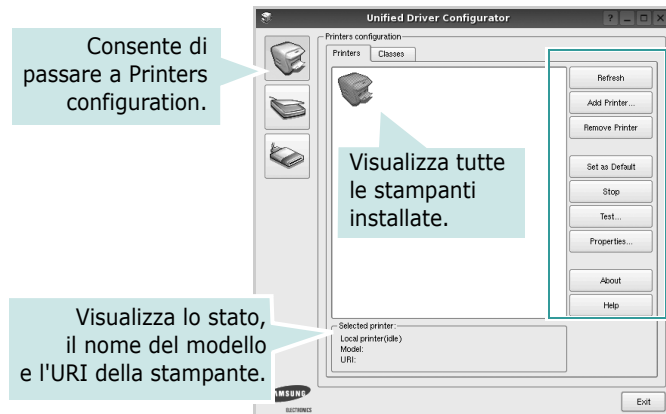 Unified Driver Configurator
Consente di
passare a Printers
configuration.
Printers configuration
Printers
Classes
Refresh
Add Printer...
Remove Printer
Visualizza tutte
le stampanti
installate.
Set as Default
Stop
Test...
Properties...
About
Help
Visualizza lo stato,
il nome del modello
e l'URI della stampante.
Selected printer:
Local printer(idle)
Model:
URI:
SAMSUNG
ELECTRONICS
Exit